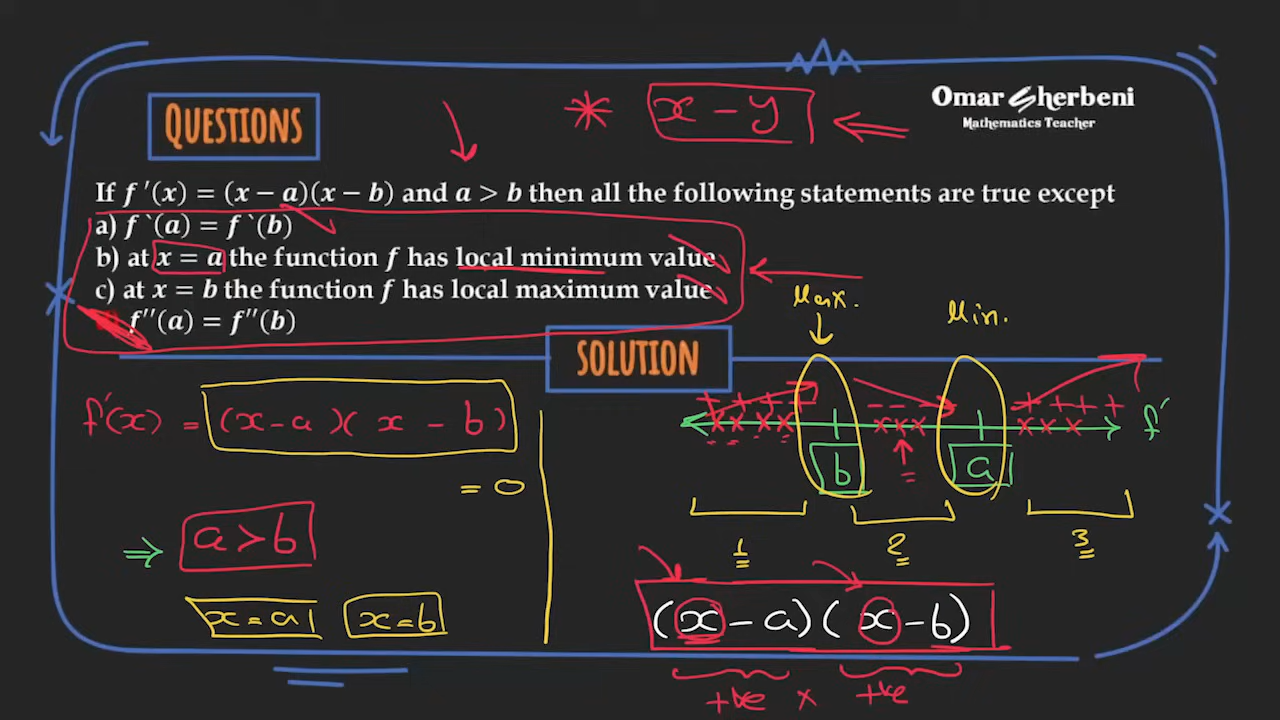 Omar Sherbeni
Mathematics Teacher
QUESTIONS
* x - y
If f '(x) = (x − a)(x − b) and a > b then all the following statements are true except
a) f `(a) = f `(b)
b) at x = a the function f has local minimum value
c) at x = b the function f has local maximum value
f''(a) = f''(b)
SOLUTION
Max.
Min.
f'(x) = (x-a)(x - b)
= 0
a>b
x=a x=b
+ + + + - - - + + + +
x x x x x x x x x x f'
- - - -
b a
=
1 2 3
(x-a)(x-b)
+ve x +ve